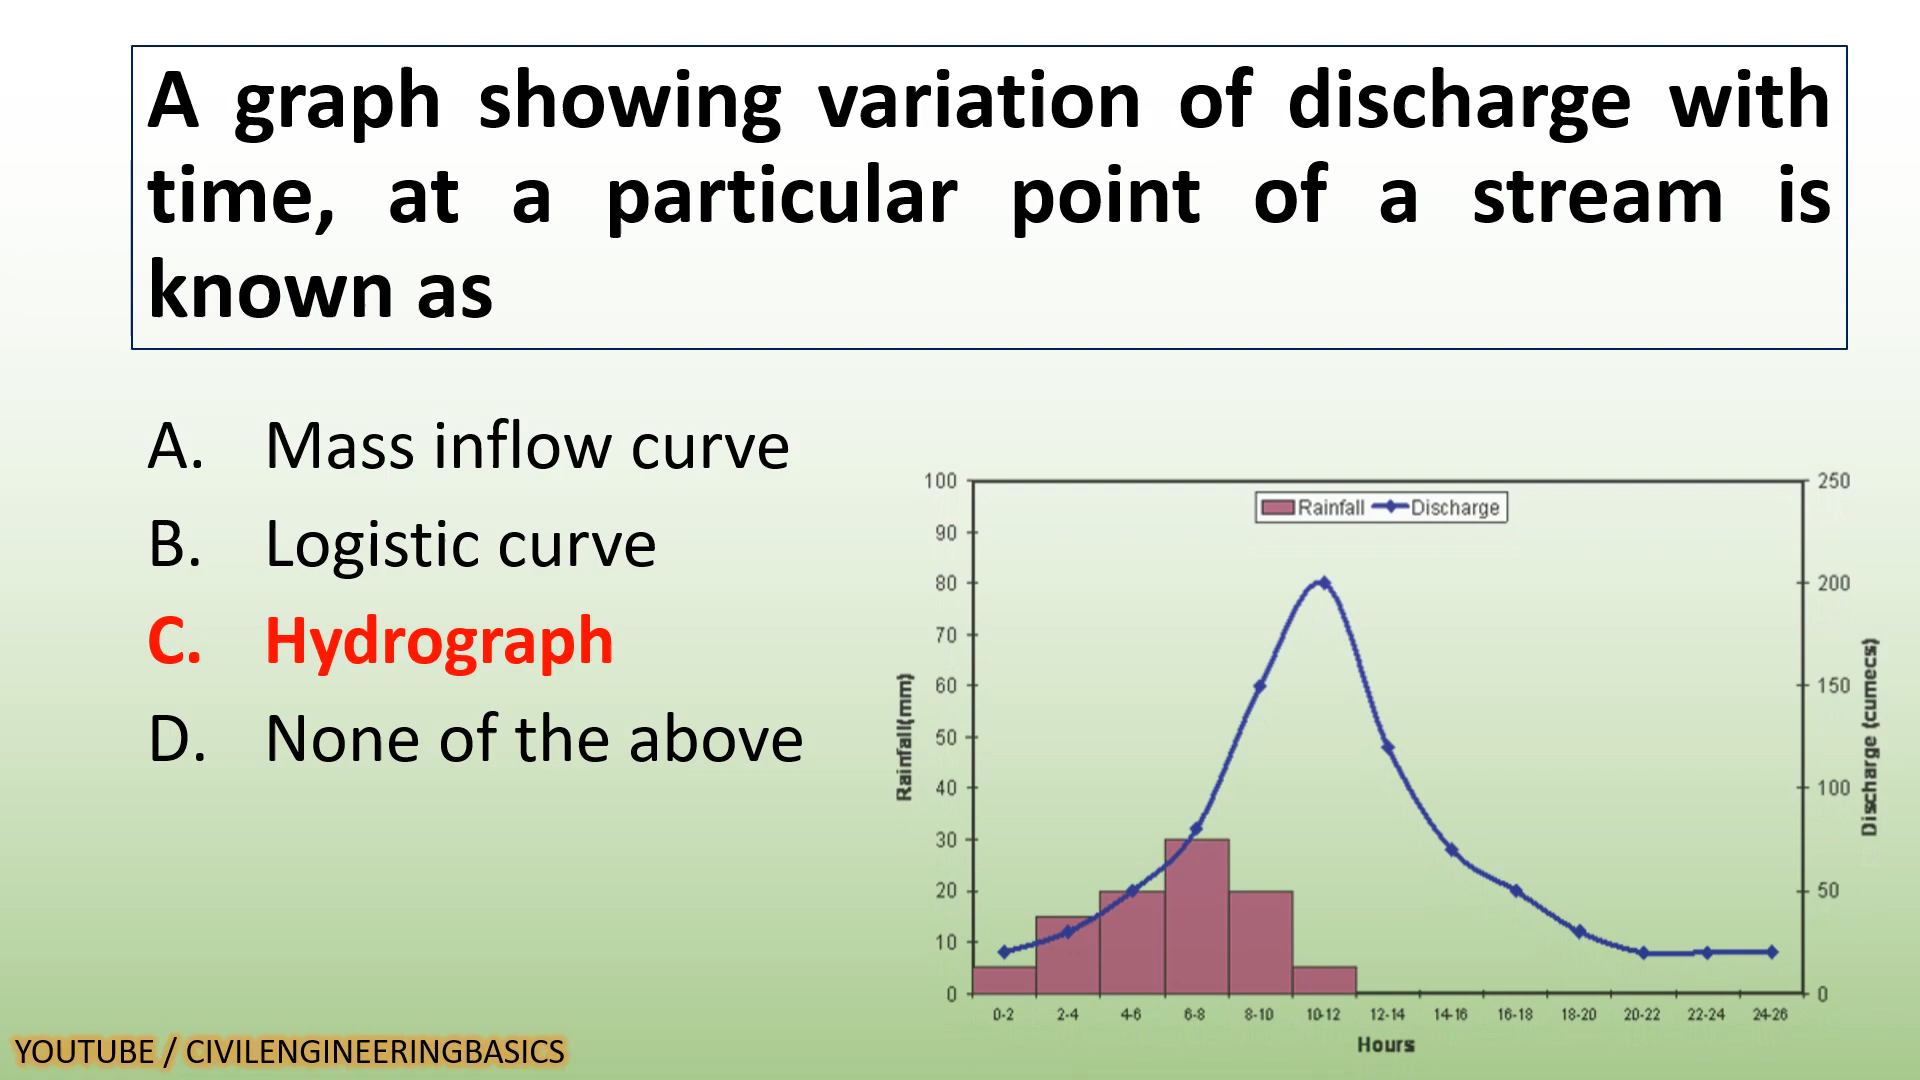 A graph showing variation of discharge with
time, at a particular point of a stream is
known as
A. Mass inflow curve
B. Logistic curve
C. Hydrograph
D. None of the above
Rainfall Discharge
100
90
80
70
60
50
40
30
20
10
0
Rainfall(mm)
250
200
150
100
50
0
Discharge (cumecs)
0-2 2-4 4-6 6-8 8-10 10-12 12-14 14-16 16-18 18-20 20-22 22-24 24-26
Hours
YOUTUBE / CIVILENGINEERINGBASICS